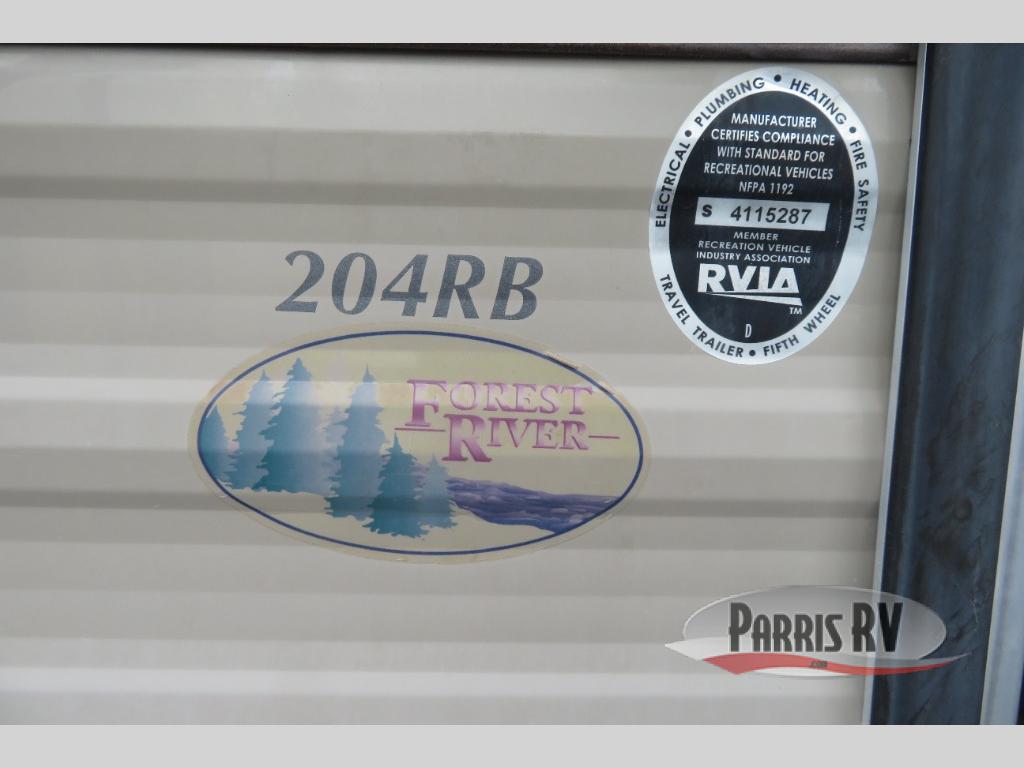 ELECTRICAL • PLUMBING • HEATING • FIRE SAFETY
MANUFACTURER
CERTIFIES COMPLIANCE
WITH STANDARD FOR
RECREATIONAL VEHICLES
NFPA 1192
S 4115287
MEMBER
RECREATION VEHICLE
INDUSTRY ASSOCIATION
RVIA
TM
D
TRAVEL TRAILER • FIFTH WHEEL
204RB
FOREST
RIVER
PARRIS RV
.com